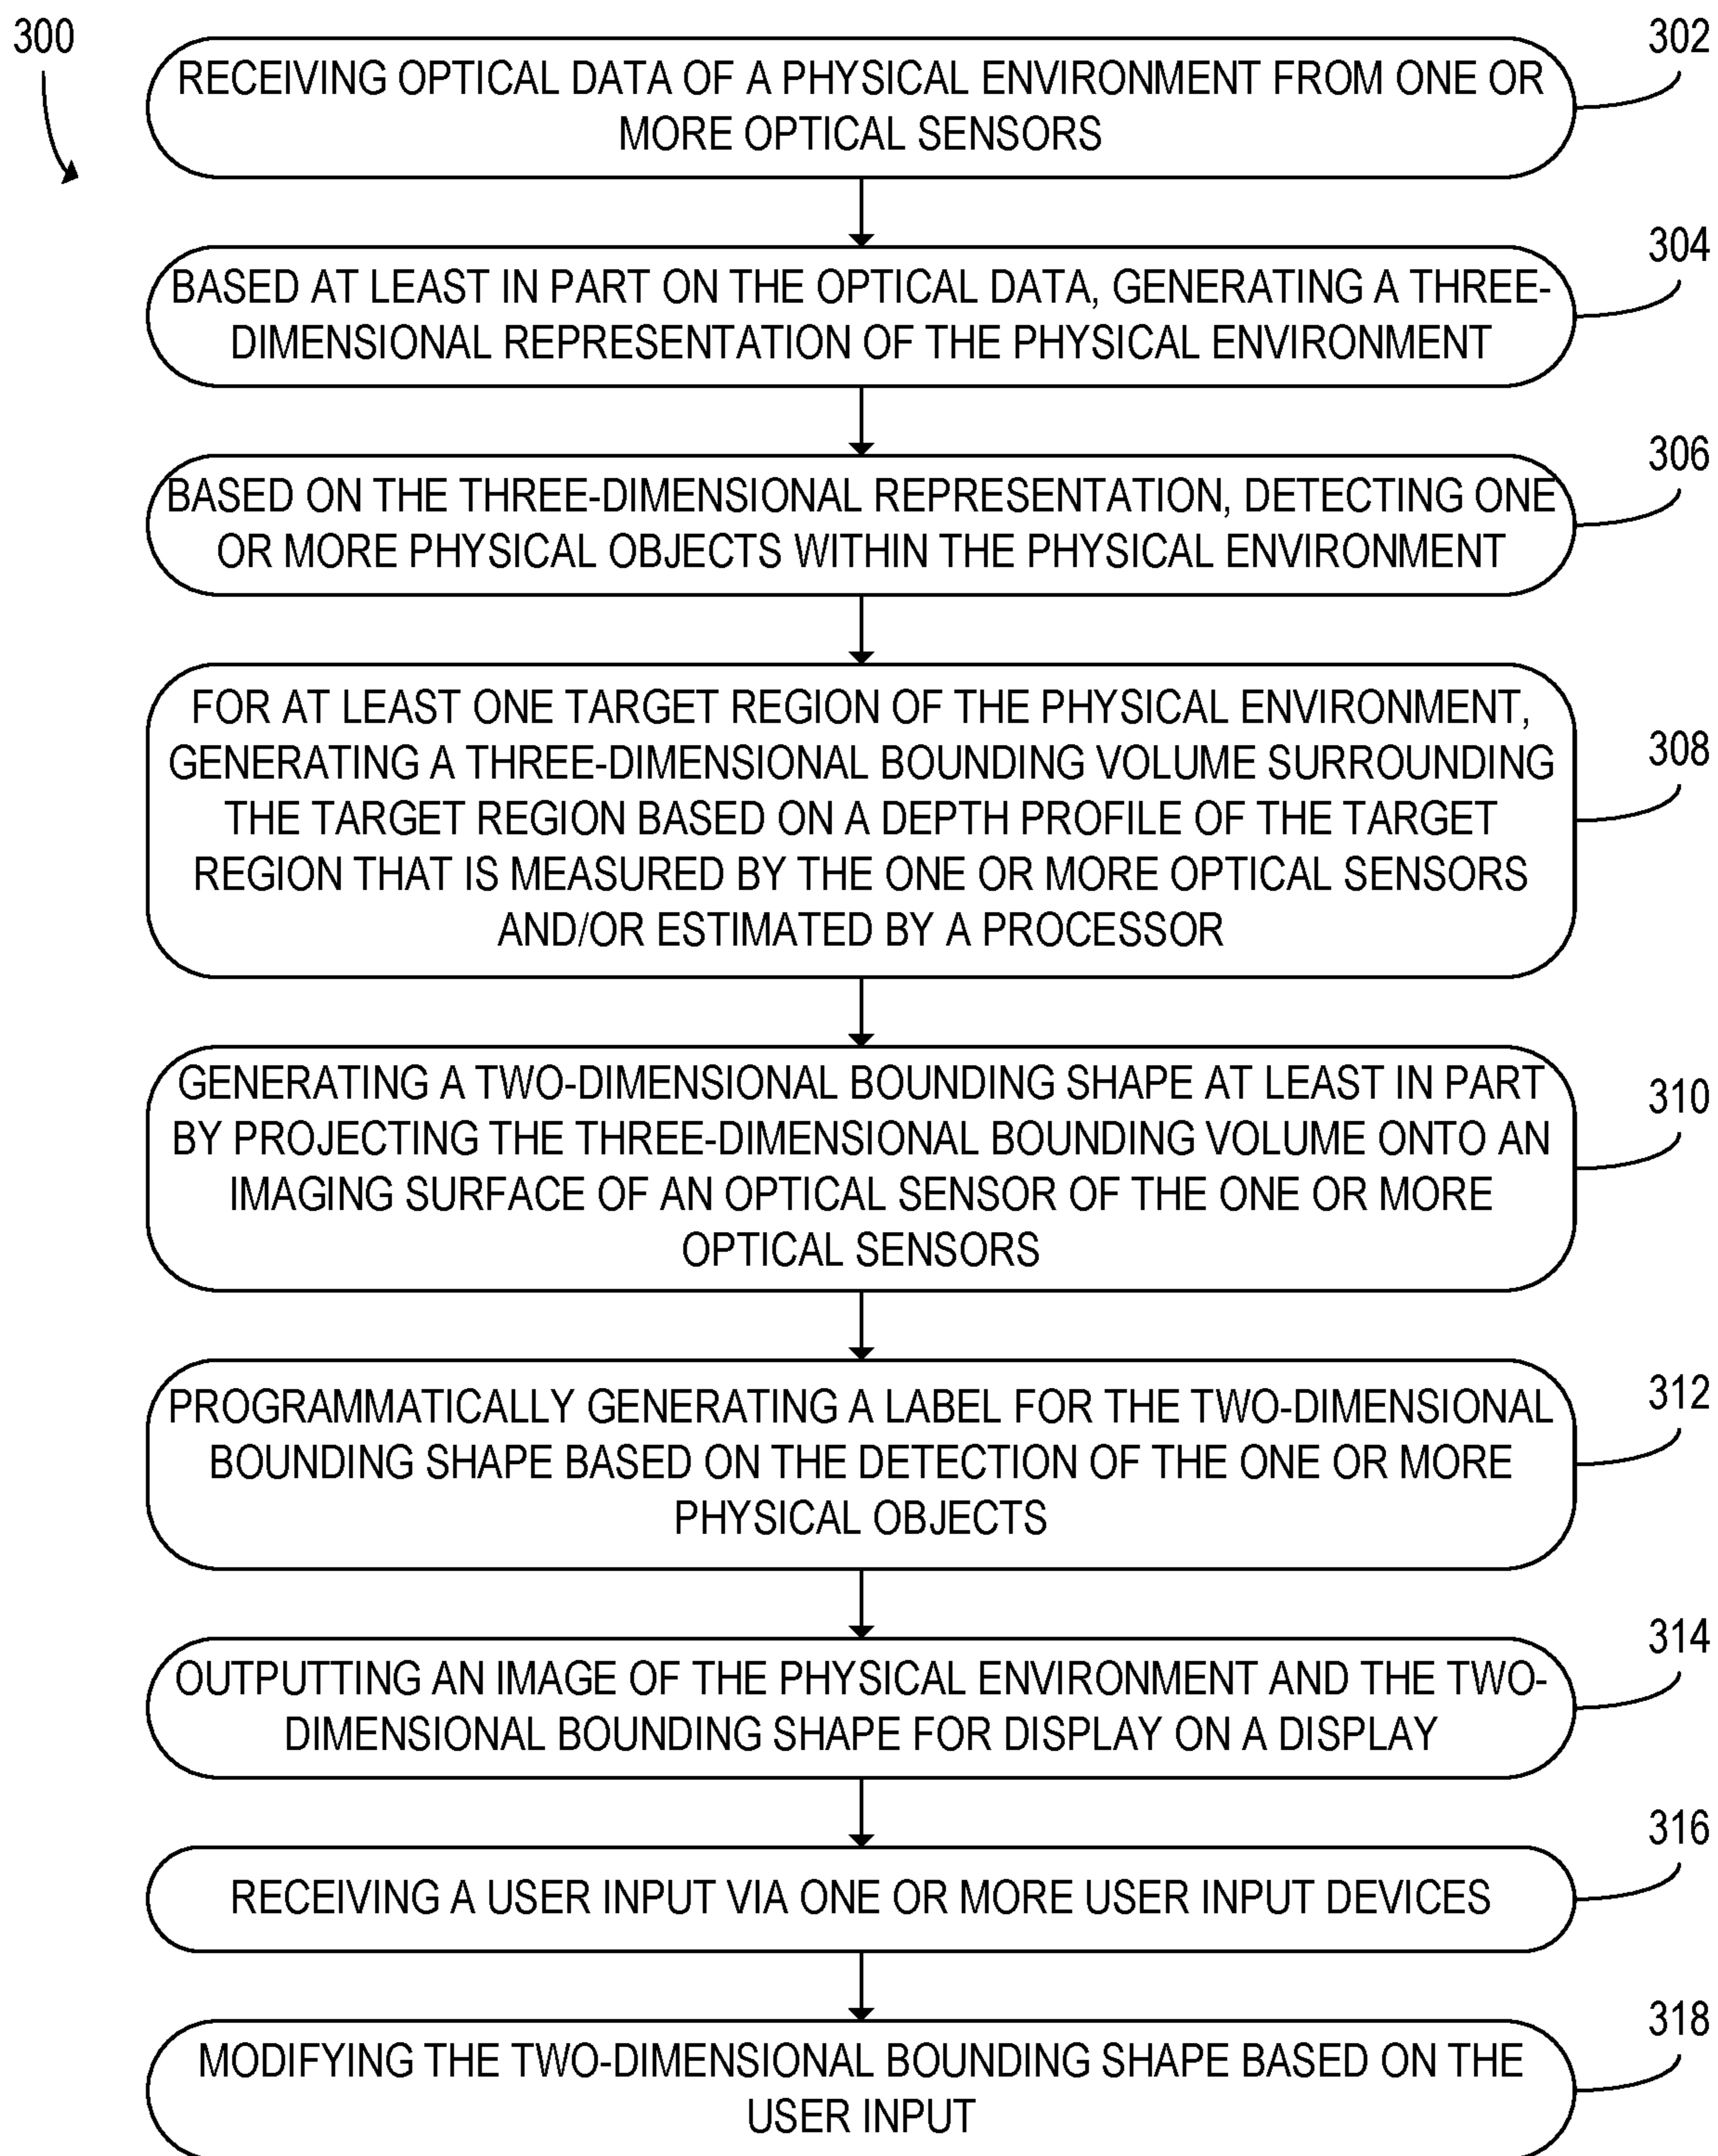 300
302
RECEIVING OPTICAL DATA OF A PHYSICAL ENVIRONMENT FROM ONE OR
MORE OPTICAL SENSORS
304
BASED AT LEAST IN PART ON THE OPTICAL DATA, GENERATING A THREE-
DIMENSIONAL REPRESENTATION OF THE PHYSICAL ENVIRONMENT
306
BASED ON THE THREE-DIMENSIONAL REPRESENTATION, DETECTING ONE
OR MORE PHYSICAL OBJECTS WITHIN THE PHYSICAL ENVIRONMENT
308
FOR AT LEAST ONE TARGET REGION OF THE PHYSICAL ENVIRONMENT,
GENERATING A THREE-DIMENSIONAL BOUNDING VOLUME SURROUNDING
THE TARGET REGION BASED ON A DEPTH PROFILE OF THE TARGET
REGION THAT IS MEASURED BY THE ONE OR MORE OPTICAL SENSORS
AND/OR ESTIMATED BY A PROCESSOR
310
GENERATING A TWO-DIMENSIONAL BOUNDING SHAPE AT LEAST IN PART
BY PROJECTING THE THREE-DIMENSIONAL BOUNDING VOLUME ONTO AN
IMAGING SURFACE OF AN OPTICAL SENSOR OF THE ONE OR MORE
OPTICAL SENSORS
312
PROGRAMMATICALLY GENERATING A LABEL FOR THE TWO-DIMENSIONAL
BOUNDING SHAPE BASED ON THE DETECTION OF THE ONE OR MORE
PHYSICAL OBJECTS
314
OUTPUTTING AN IMAGE OF THE PHYSICAL ENVIRONMENT AND THE TWO-
DIMENSIONAL BOUNDING SHAPE FOR DISPLAY ON A DISPLAY
316
RECEIVING A USER INPUT VIA ONE OR MORE USER INPUT DEVICES
318
MODIFYING THE TWO-DIMENSIONAL BOUNDING SHAPE BASED ON THE
USER INPUT